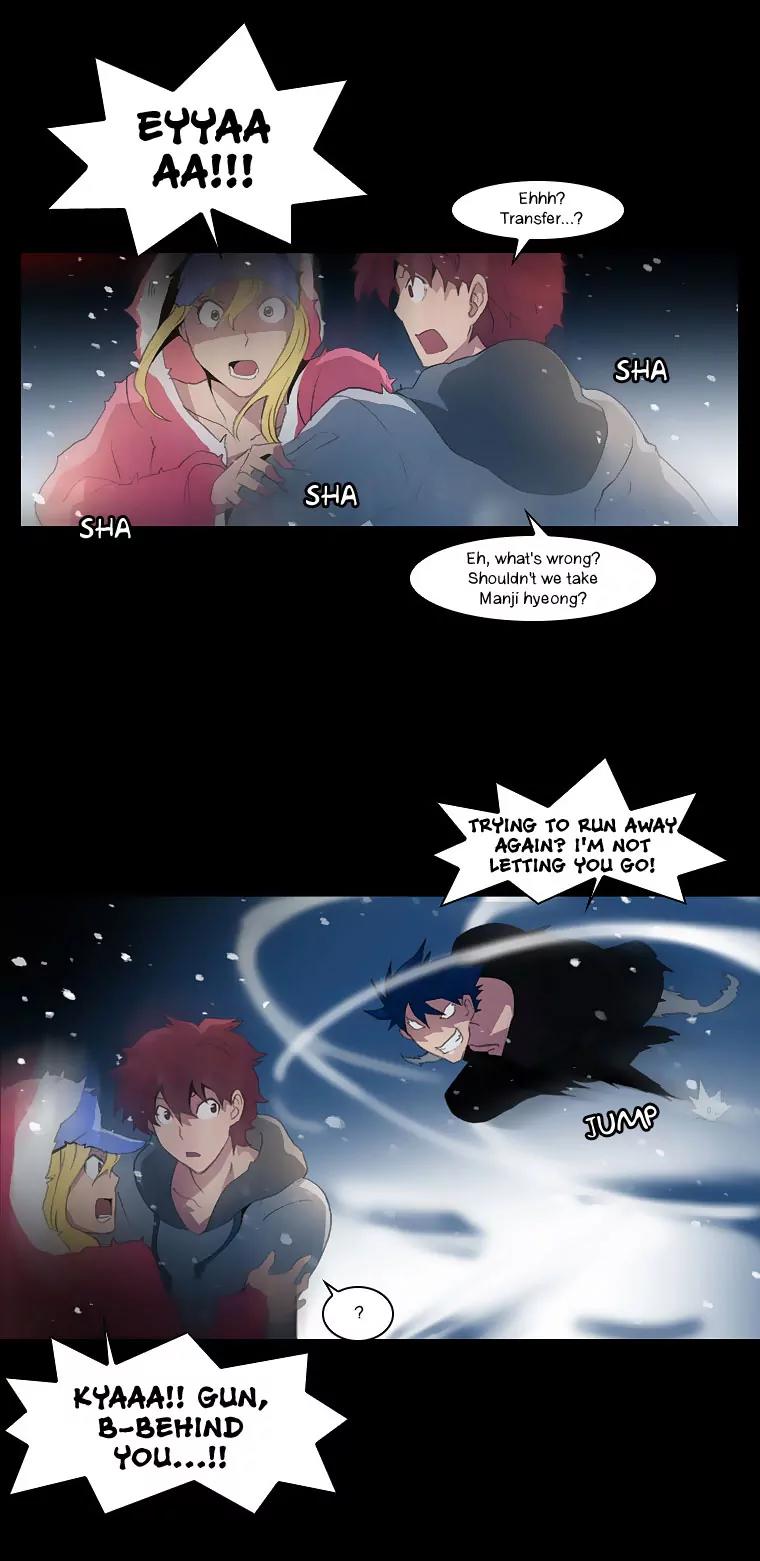 EYYAA
AA!!!
Ehhh?
Transfer...?
SHA
SHA
SHA
Eh, what's wrong?
Shouldn't we take
Manji hyeong?
TRYING TO RUN AWAY
AGAIN? I'M NOT
LETTING YOU GO!
JUMP
?
KYAAA!! GUN,
B-BEHIND
YOU...!!